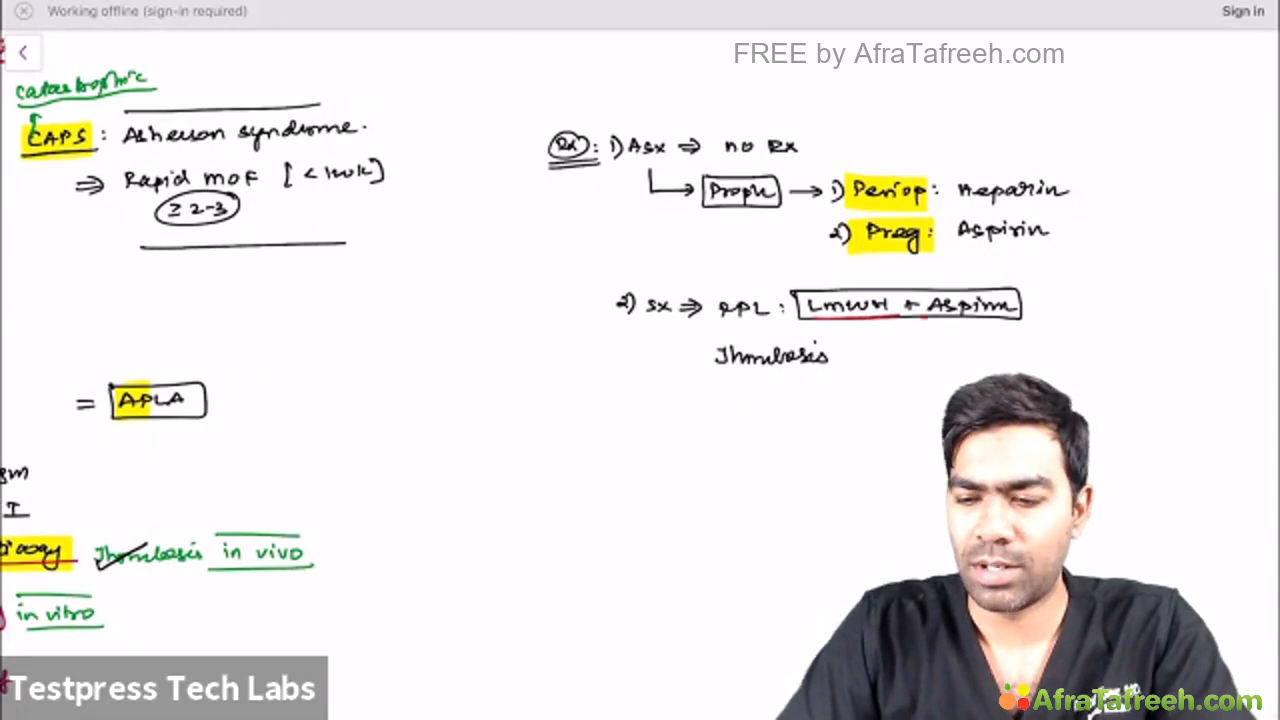 Working offline (sign-in required)
Sign in
FREE by AfraTafreeh.com
catastrophic
CAPS : Asherson syndrome.
⇒ Rapid MOF [<1wk]
≥ 2-3
= APLA
gm
I
Thrombosis in vivo
in vitro
Rx : 1) ASx ⇒ no Rx
Proph → 1) Periop : Heparin
2) Preg : Aspirin
2) Sx ⇒ RPL : LMWH + Aspirin
Thrombosis
Testpress Tech Labs
AfraTafreeh.com